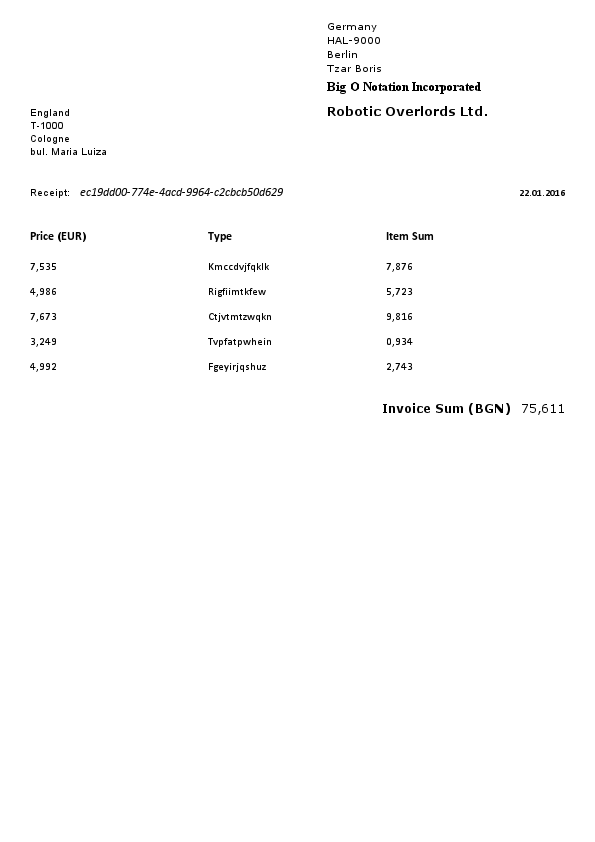 Germany
HAL-9000
Berlin
Tzar Boris
Big O Notation Incorporated
Robotic Overlords Ltd.
England
T-1000
Cologne
bul. Maria Luiza
Receipt: ec19dd00-774e-4acd-9964-c2cbcb50d629 22.01.2016
Price (EUR) Type Item Sum
7,535 Kmccdvjfqklk 7,876
4,986 Rigfiimtkfew 5,723
7,673 Ctjvtmtzwqkn 9,816
3,249 Tvpfatpwhein 0,934
4,992 Fgeyirjqshuz 2,743
Invoice Sum (BGN) 75,611